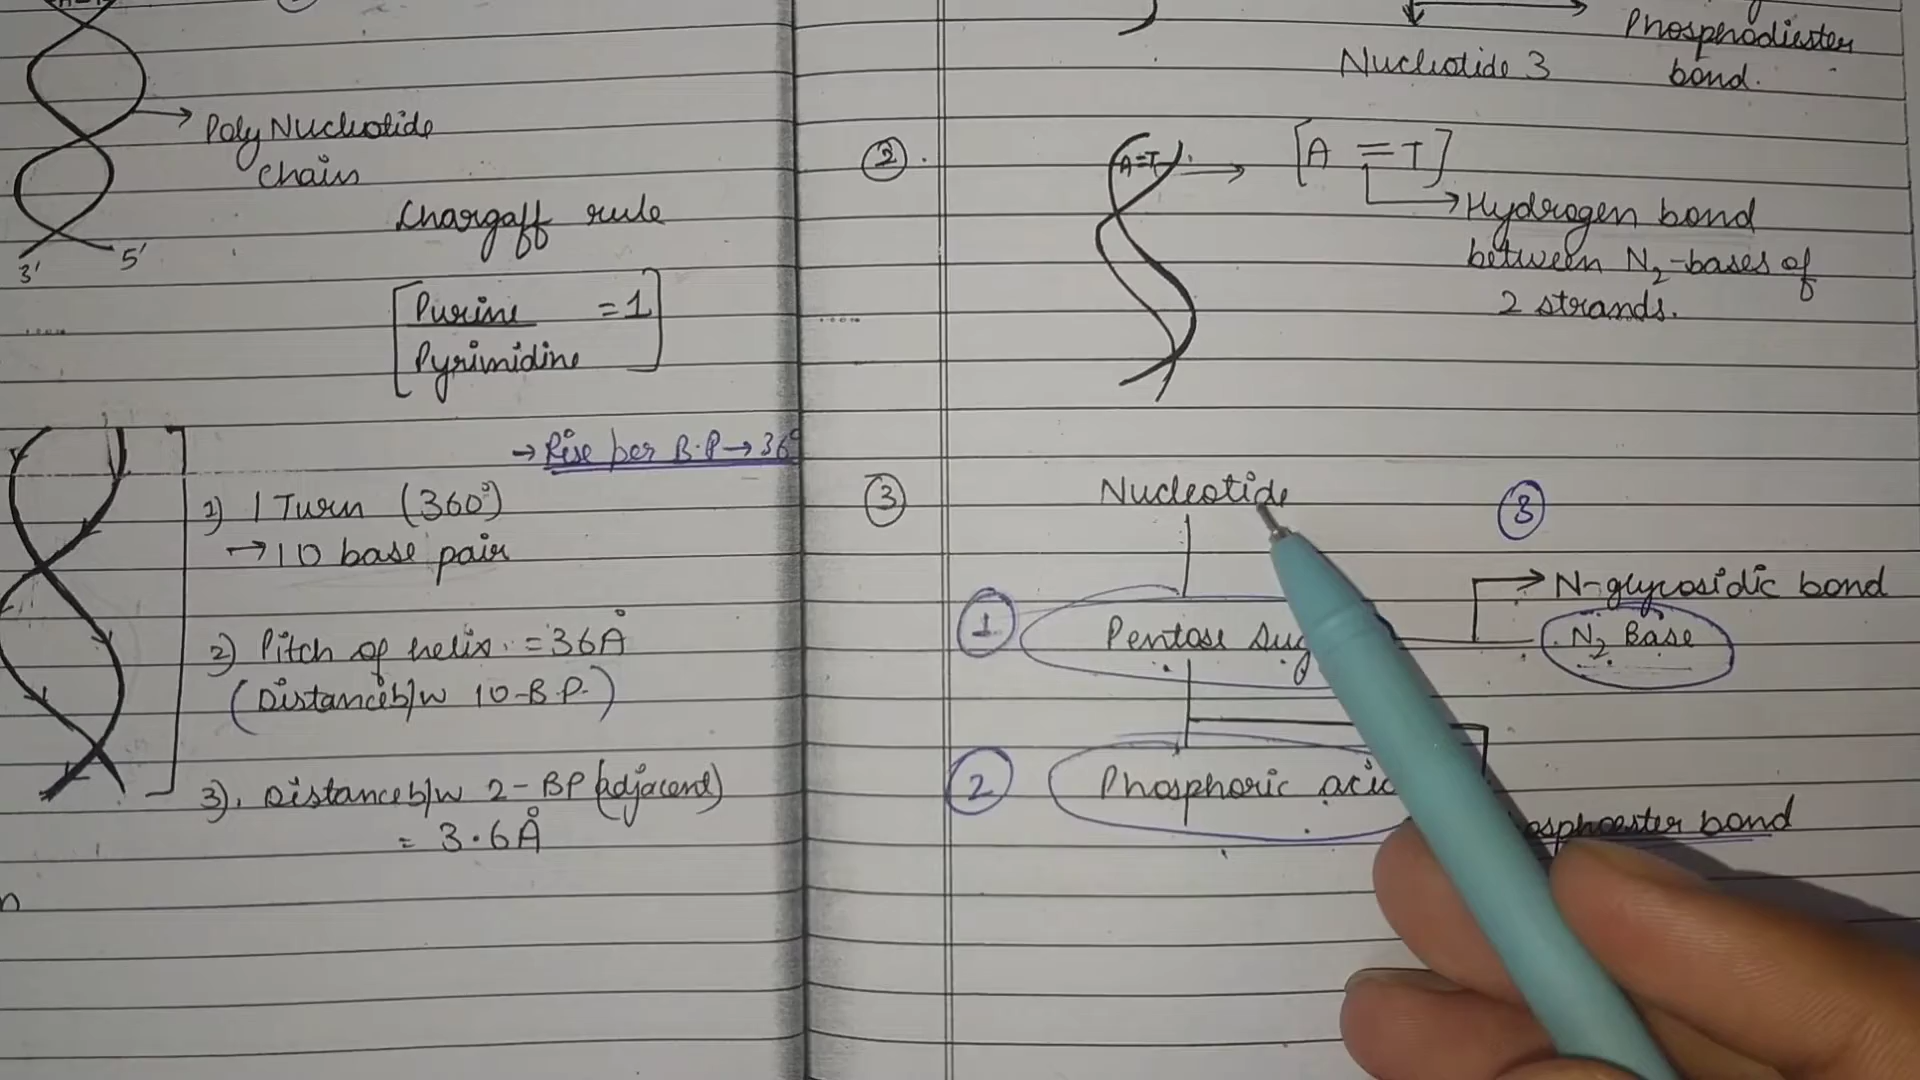 Poly Nucleotide
chain
3'
5'
Chargaff rule
Purine = 1
Pyrimidine
→ Rise per B.P → 36°
1) 1 Turn (360°)
→ 10 base pair
2) Pitch of helix. = 36Å
(Distance b/w 10-B.P.)
3). Distance b/w 2-BP (adjacent)
= 3.6Å
Phosphodiester
Nucleotide 3
bond.
2.
A=T
[A = T]
Hydrogen bond
between N2-bases of
2 strands.
3
Nucleotide
3
N-glycosidic bond
1
Pentose
N2 Base
2
Phosphoric
bond